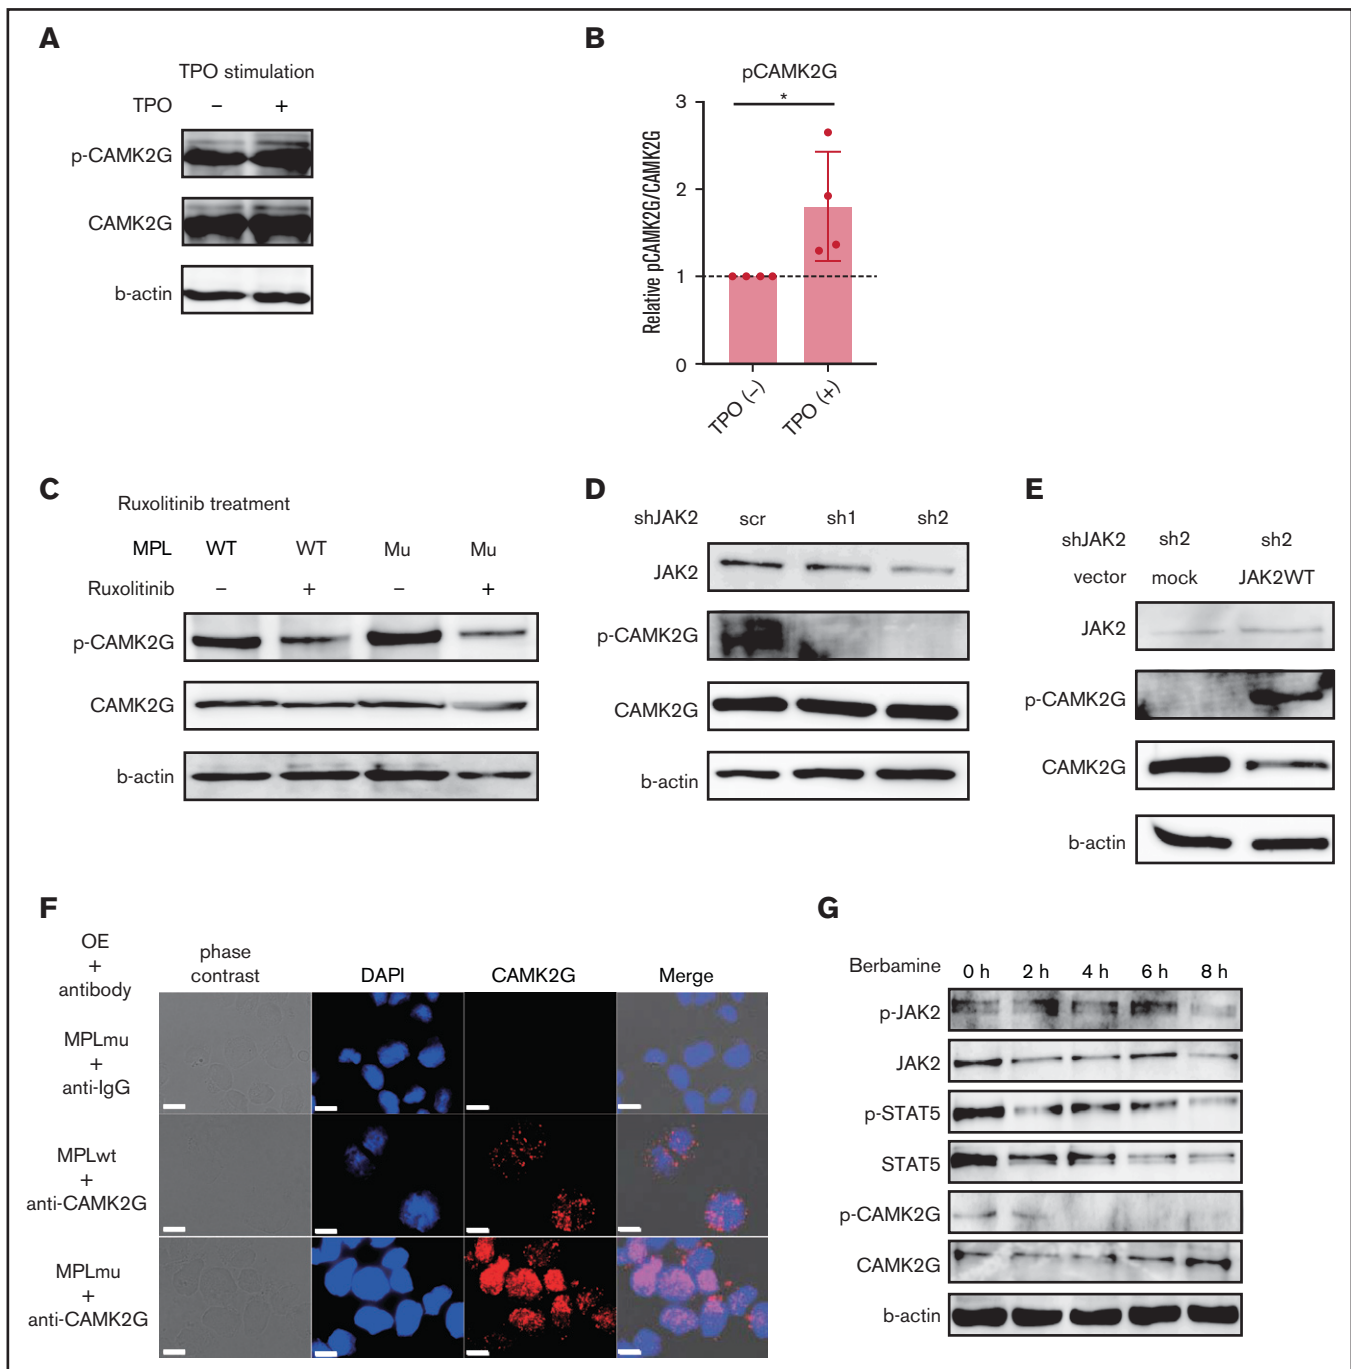 A
TPO stimulation
TPO − +
p-CAMK2G
CAMK2G
b-actin
B
pCAMK2G
*
3
2
1
0
Relative pCAMK2G/CAMK2G
TPO (−)
TPO (+)
C
Ruxolitinib treatment
MPL WT WT Mu Mu
Ruxolitinib − + − +
p-CAMK2G
CAMK2G
b-actin
D
shJAK2 scr sh1 sh2
JAK2
p-CAMK2G
CAMK2G
b-actin
E
shJAK2 sh2 sh2
vector mock JAK2WT
JAK2
p-CAMK2G
CAMK2G
b-actin
F
OE
+
antibody
phase
contrast
DAPI
CAMK2G
Merge
MPLmu
+
anti-IgG
MPLwt
+
anti-CAMK2G
MPLmu
+
anti-CAMK2G
G
Berbamine 0 h 2 h 4 h 6 h 8 h
p-JAK2
JAK2
p-STAT5
STAT5
p-CAMK2G
CAMK2G
b-actin